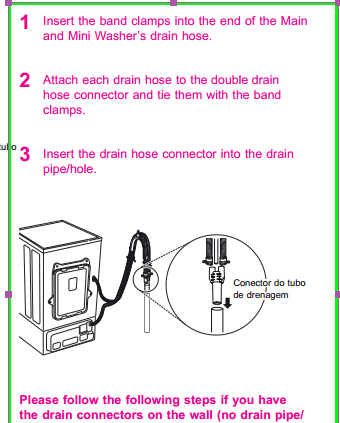 1 Insert the band clamps into the end of the Main
and Mini Washer's drain hose.
2 Attach each drain hose to the double drain
hose connector and tie them with the band
clamps.
3 Insert the drain hose connector into the drain
pipe/hole.
Conector do tubo
de drenagem
Please follow the following steps if you have
the drain connectors on the wall (no drain pipe/